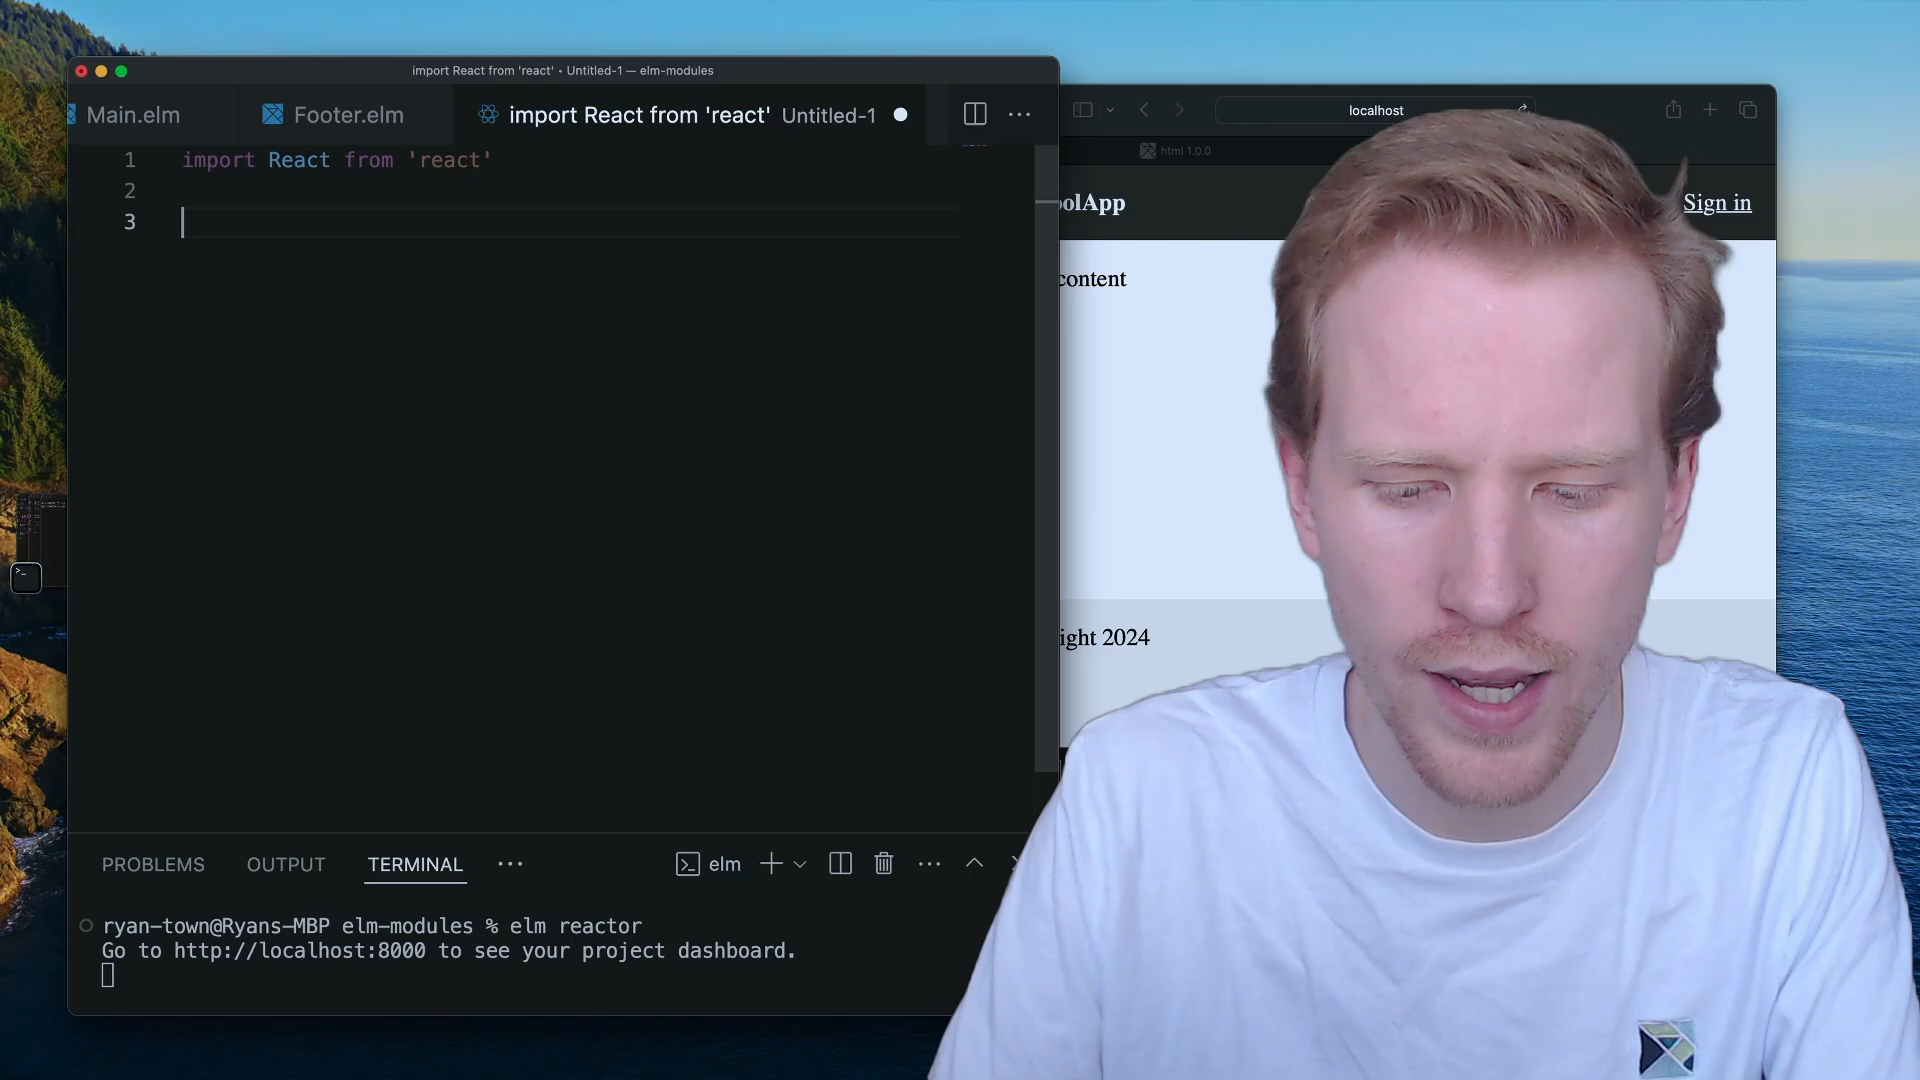 import React from 'react' • Untitled-1 — elm-modules
Main.elm
Footer.elm
import React from 'react' Untitled-1
1 import React from 'react'
2
3
PROBLEMS
OUTPUT
TERMINAL
elm
ryan-town@Ryans-MBP elm-modules % elm reactor
Go to http://localhost:8000 to see your project dashboard.
localhost
html 1.0.0
olApp
Sign in
content
ight 2024